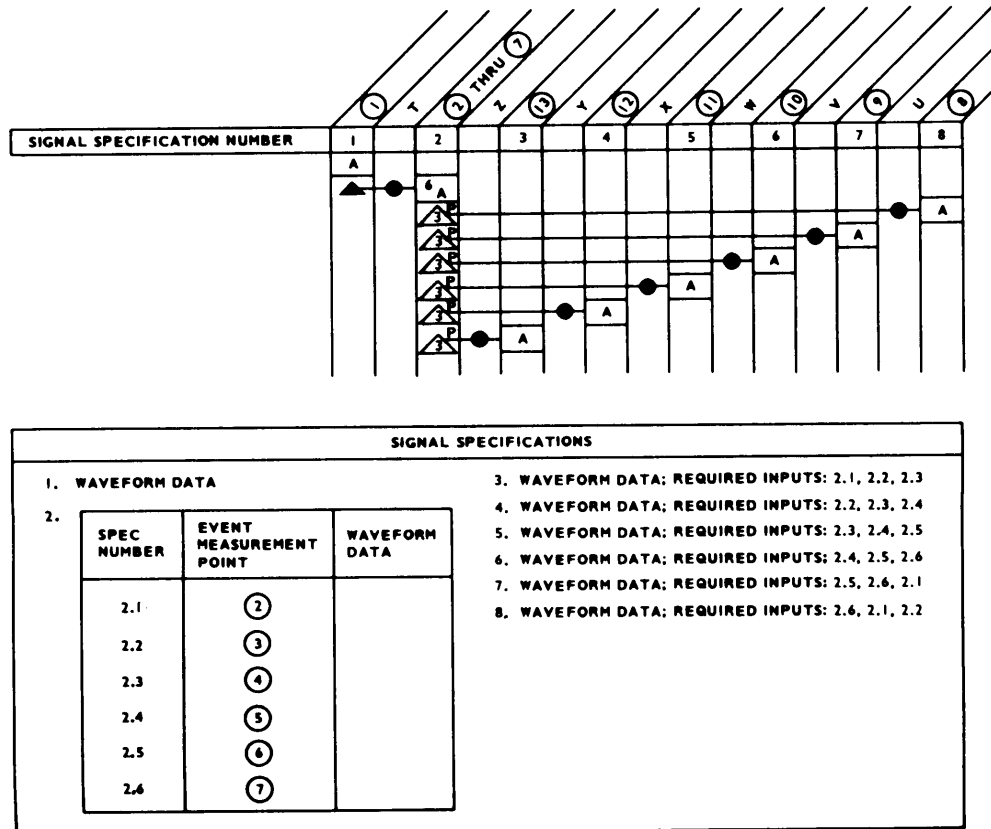 ① T ② THRU ⑦ Z ⑬ Y ⑫ X ⑪ W ⑩ V ⑨ U ⑧
SIGNAL SPECIFICATION NUMBER 1 2 3 4 5 6 7 8
A
6 A
3 P A
3 P A
3 P A
3 P A
3 P A
3 P A
SIGNAL SPECIFICATIONS
1. WAVEFORM DATA
2.
SPEC NUMBER EVENT MEASUREMENT POINT WAVEFORM DATA
2.1 ②
2.2 ③
2.3 ④
2.4 ⑤
2.5 ⑥
2.6 ⑦
3. WAVEFORM DATA; REQUIRED INPUTS: 2.1, 2.2, 2.3
4. WAVEFORM DATA; REQUIRED INPUTS: 2.2, 2.3, 2.4
5. WAVEFORM DATA; REQUIRED INPUTS: 2.3, 2.4, 2.5
6. WAVEFORM DATA; REQUIRED INPUTS: 2.4, 2.5, 2.6
7. WAVEFORM DATA; REQUIRED INPUTS: 2.5, 2.6, 2.1
8. WAVEFORM DATA; REQUIRED INPUTS: 2.6, 2.1, 2.2